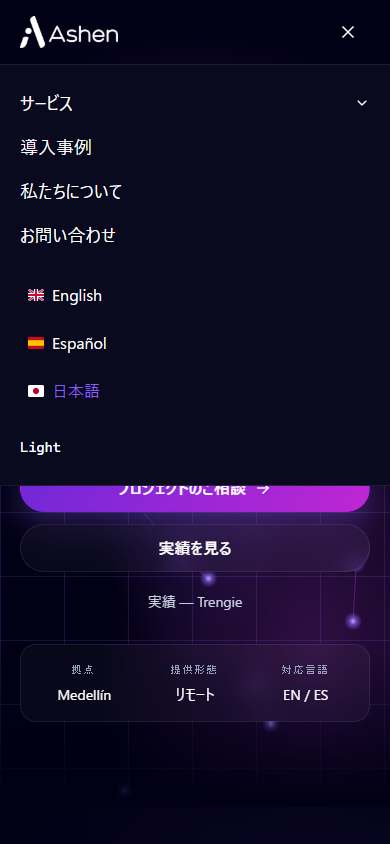 Ashen
サービス
導入事例
私たちについて
お問い合わせ
English
Español
日本語
Light
プロジェクトのご相談 →
実績を見る
実績 — Trengie
拠点 提供形態 対応言語
Medellín リモート EN / ES